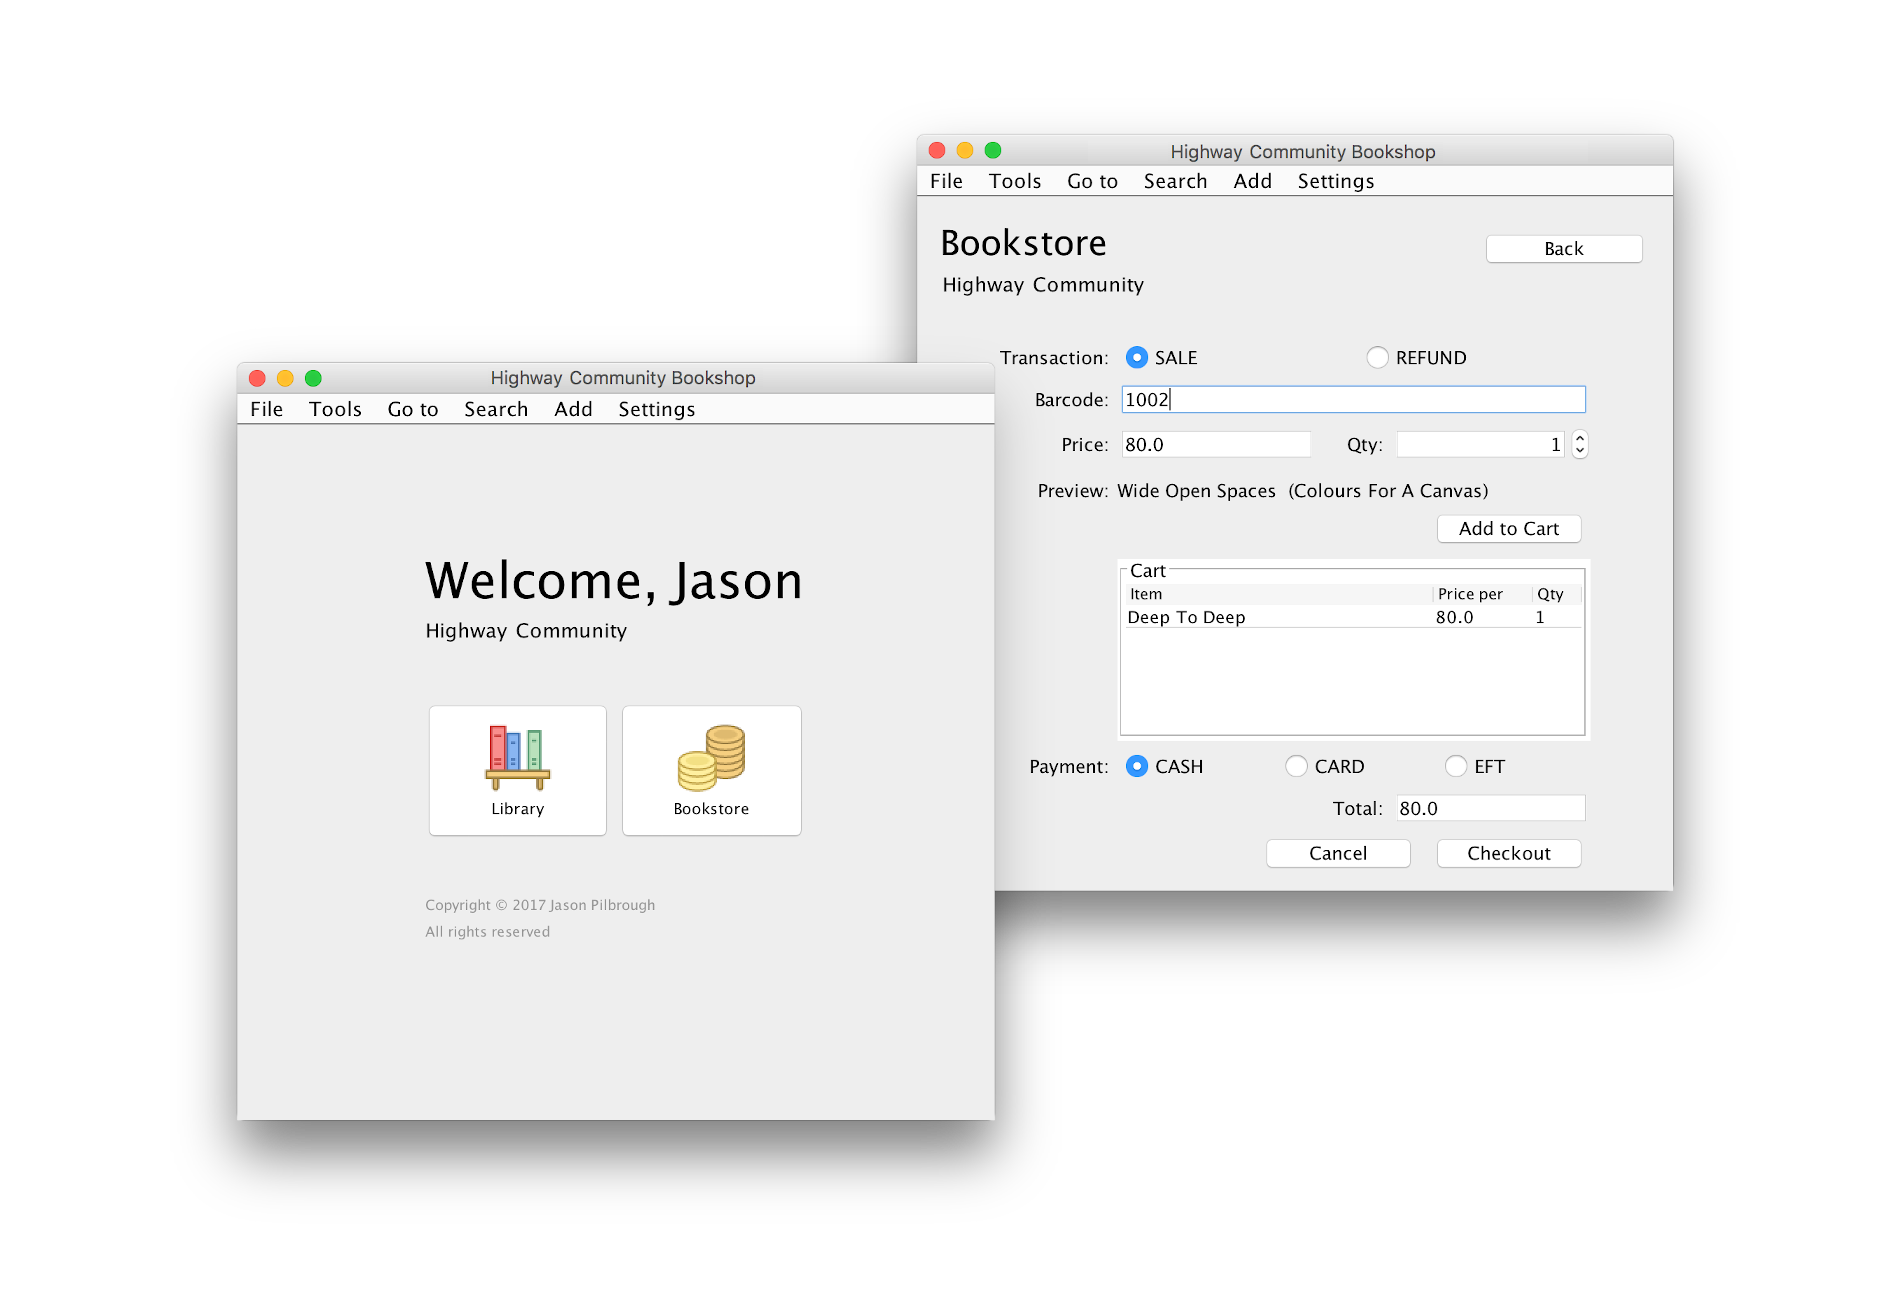 Highway Community Bookshop
File Tools Go to Search Add Settings
Welcome, Jason
Highway Community
Library Bookstore
Copyright © 2017 Jason Pilbrough
All rights reserved
Highway Community Bookshop
File Tools Go to Search Add Settings
Bookstore
Back
Highway Community
Transaction: SALE REFUND
Barcode: 1002
Price: 80.0 Qty: 1
Preview: Wide Open Spaces (Colours For A Canvas)
Add to Cart
Cart
Item Price per Qty
Deep To Deep 80.0 1
Payment: CASH CARD EFT
Total: 80.0
Cancel Checkout